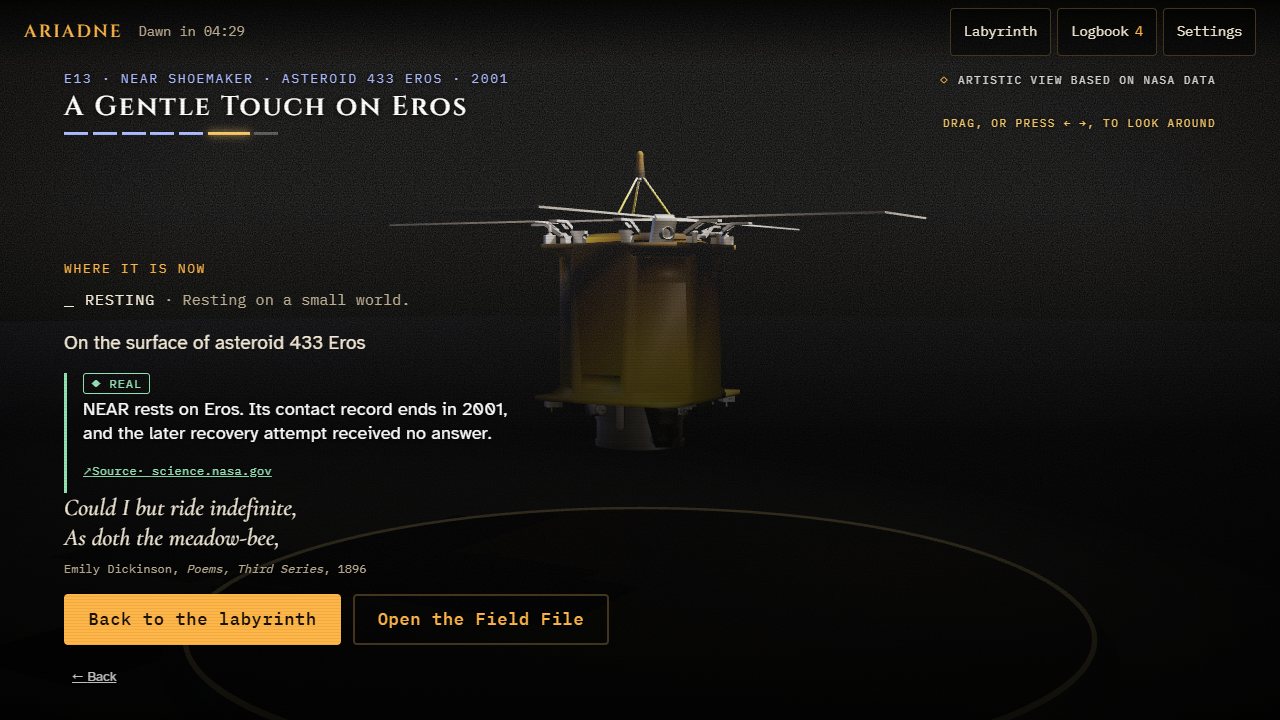 ARIADNE Dawn in 04:29
Labyrinth
Logbook 4
Settings
E13 · NEAR SHOEMAKER · ASTEROID 433 EROS · 2001
A Gentle Touch on Eros
◇ ARTISTIC VIEW BASED ON NASA DATA
DRAG, OR PRESS ← →, TO LOOK AROUND
WHERE IT IS NOW
_ RESTING · Resting on a small world.
On the surface of asteroid 433 Eros
◆ REAL
NEAR rests on Eros. Its contact record ends in 2001,
and the later recovery attempt received no answer.
↗Source· science.nasa.gov
Could I but ride indefinite,
As doth the meadow-bee,
Emily Dickinson, Poems, Third Series, 1896
Back to the labyrinth
Open the Field File
← Back